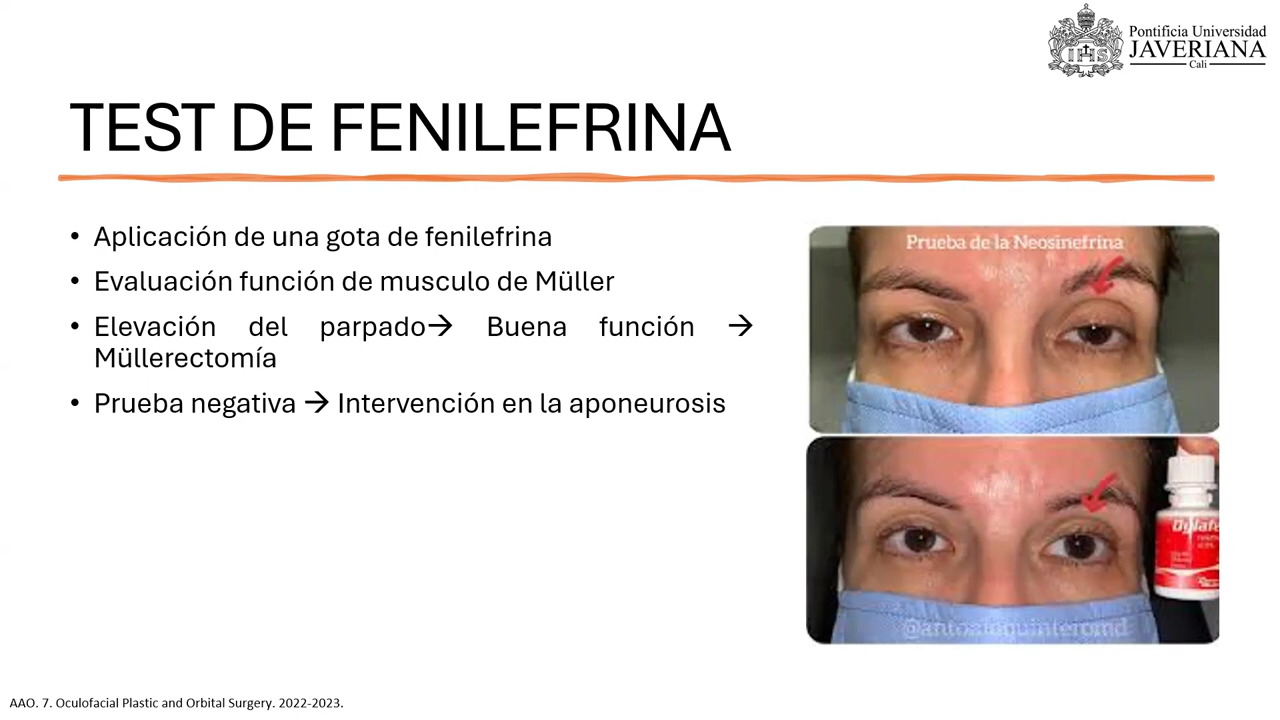 Pontificia Universidad
JAVERIANA
Cali
IHS
TEST DE FENILEFRINA
• Aplicación de una gota de fenilefrina
• Evaluación función de musculo de Müller
• Elevación del parpado→ Buena función →
Müllerectomía
• Prueba negativa → Intervención en la aponeurosis
Prueba de la Neosinefrina
@antonioquinteromd
AAO. 7. Oculofacial Plastic and Orbital Surgery. 2022-2023.